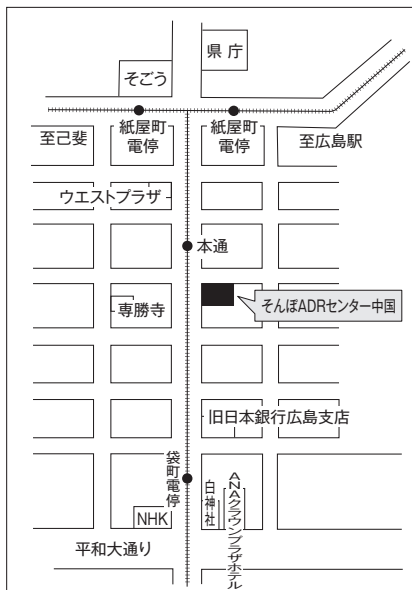 県庁
そごう
紙屋町
電停
紙屋町
電停
至己斐
至広島駅
ウエストプラザ
本通
そんぽADRセンター中国
専勝寺
旧日本銀行広島支店
袋町電停
白神社
ANAクラウンプラザホテル
NHK
平和大通り